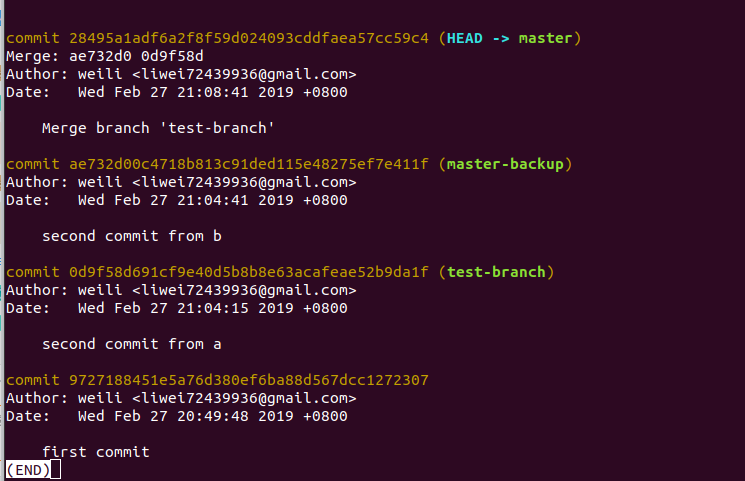 commit 28495a1adf6a2f8f59d024093cddfaea57cc59c4 (HEAD -> master)
Merge: ae732d0 0d9f58d
Author: weili <liwei72439936@gmail.com>
Date:   Wed Feb 27 21:08:41 2019 +0800
    Merge branch 'test-branch'
commit ae732d00c4718b813c91ded115e48275ef7e411f (master-backup)
Author: weili <liwei72439936@gmail.com>
Date:   Wed Feb 27 21:04:41 2019 +0800
    second commit from b
commit 0d9f58d691cf9e40d5b8b8e63acafeae52b9da1f (test-branch)
Author: weili <liwei72439936@gmail.com>
Date:   Wed Feb 27 21:04:15 2019 +0800
    second commit from a
commit 9727188451e5a76d380ef6ba88d567dcc1272307
Author: weili <liwei72439936@gmail.com>
Date:   Wed Feb 27 20:49:48 2019 +0800
    first commit
(END)